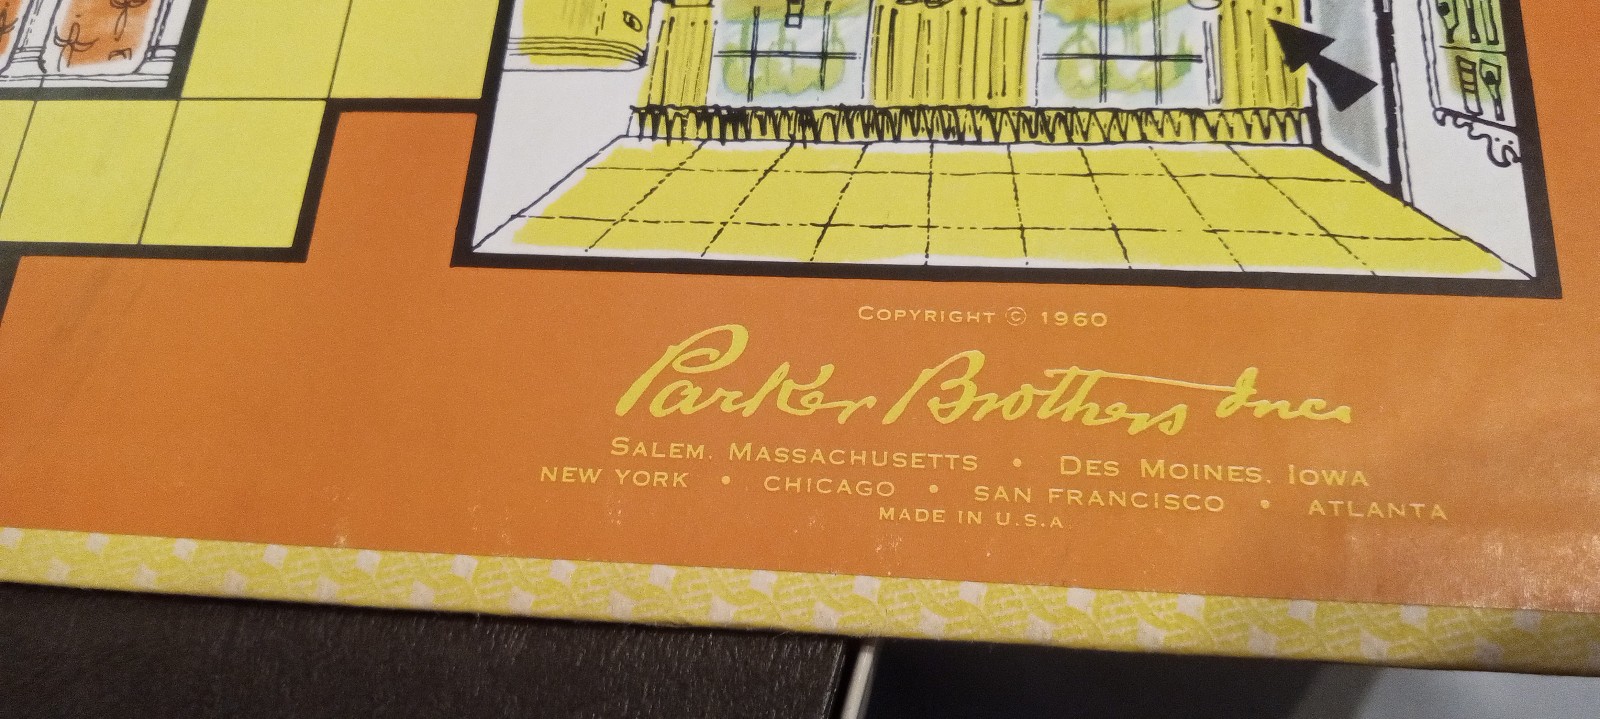 COPYRIGHT © 1960
Parker Brothers Inc.
SALEM, MASSACHUSETTS • DES MOINES, IOWA
NEW YORK • CHICAGO • SAN FRANCISCO • ATLANTA
MADE IN U.S.A.